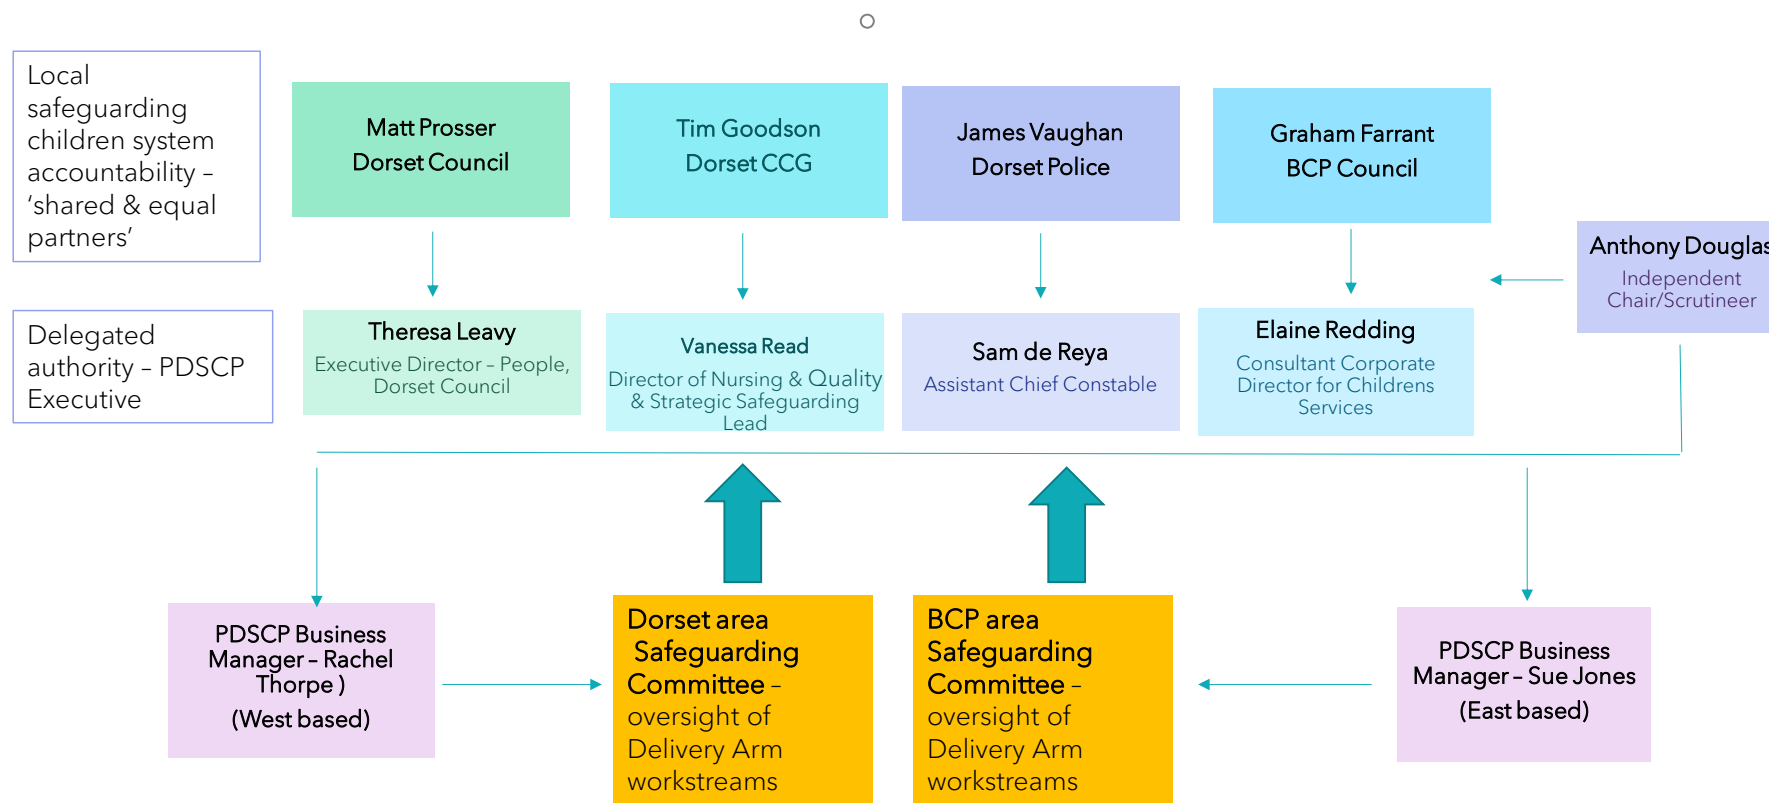 Local
safeguarding
children system
accountability –
‘shared & equal
partners’
Matt Prosser
Dorset Council
Tim Goodson
Dorset CCG
James Vaughan
Dorset Police
Graham Farrant
BCP Council
Anthony Douglas
Independent
Chair/Scrutineer
Delegated
authority – PDSCP
Executive
Theresa Leavy
Executive Director – People,
Dorset Council
Vanessa Read
Director of Nursing & Quality
& Strategic Safeguarding
Lead
Sam de Reya
Assistant Chief Constable
Elaine Redding
Consultant Corporate
Director for Childrens
Services
PDSCP Business
Manager – Rachel
Thorpe )
(West based)
Dorset area
Safeguarding
Committee –
oversight of
Delivery Arm
workstreams
BCP area
Safeguarding
Committee –
oversight of
Delivery Arm
workstreams
PDSCP Business
Manager – Sue Jones
(East based)